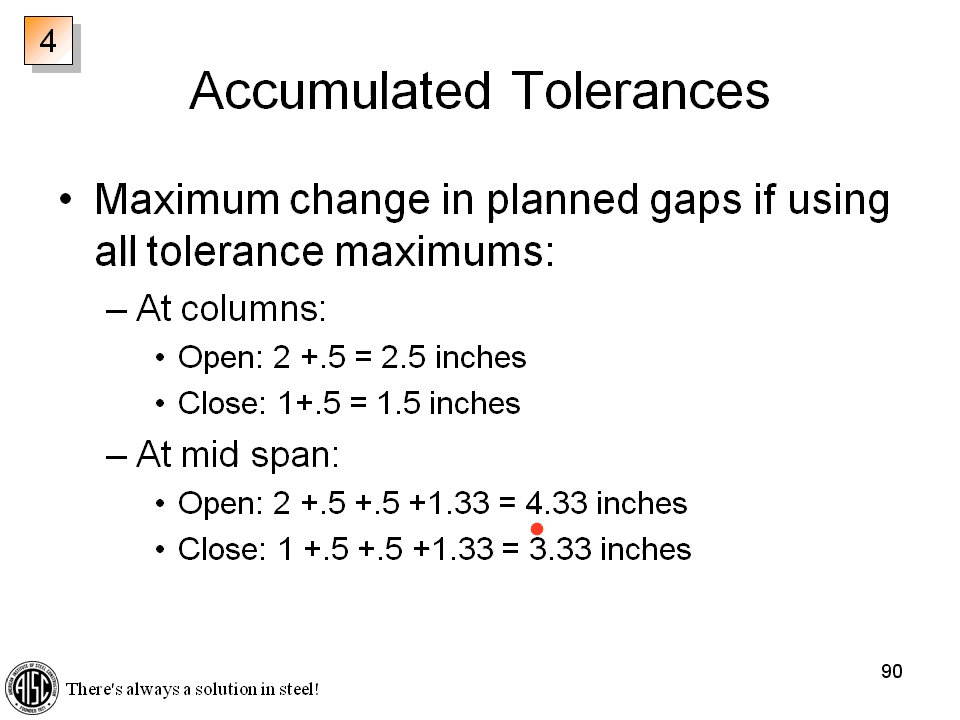 4
Accumulated Tolerances
• Maximum change in planned gaps if using
all tolerance maximums:
– At columns:
• Open: 2 +.5 = 2.5 inches
• Close: 1+.5 = 1.5 inches
– At mid span:
• Open: 2 +.5 +.5 +1.33 = 4.33 inches
• Close: 1 +.5 +.5 +1.33 = 3.33 inches
AISC
There's always a solution in steel!
90